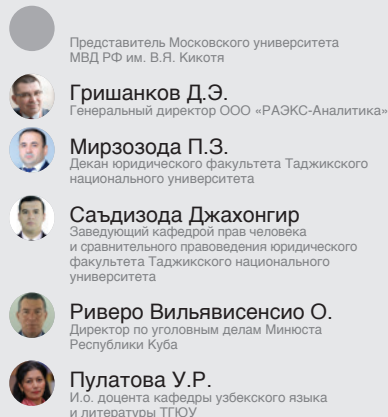 Представитель Московского университета
МВД РФ им. В.Я. Кикотя
Гришанков Д.Э.
Генеральный директор ООО «РАЭКС-Аналитика»
Мирзозода П.З.
Декан юридического факультета Таджикского
национального университета
Саъдизода Джахонгир
Заведующий кафедрой прав человека
и сравнительного правоведения юридического
факультета Таджикского национального
университета
Риверо Вильявисенсио О.
Директор по уголовным делам Минюста
Республики Куба
Пулатова У.Р.
И.о. доцента кафедры узбекского языка
и литературы ТГЮУ